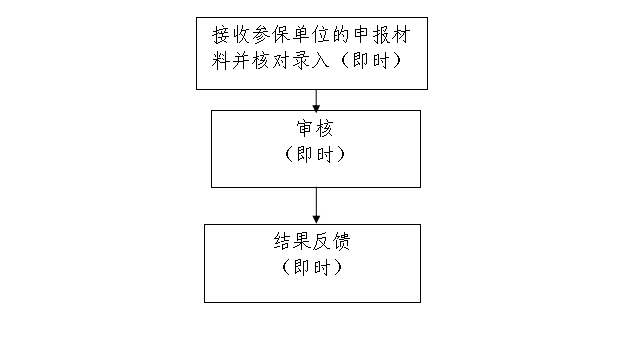 接收参保单位的申报材
料并核对录入（即时）
审核
（即时）
结果反馈
（即时）